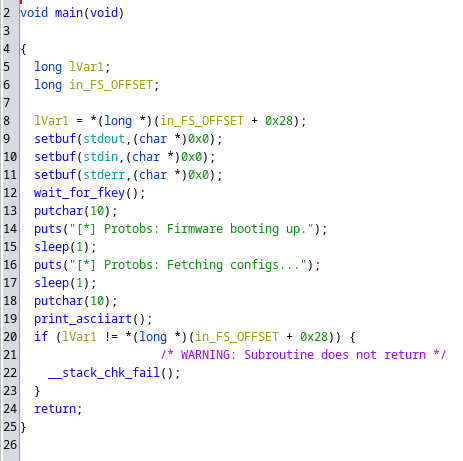 2 void main(void)
3
4 {
5 long lVar1;
6 long in_FS_OFFSET;
7
8 lVar1 = *(long *)(in_FS_OFFSET + 0x28);
9 setbuf(stdout,(char *)0x0);
10 setbuf(stdin,(char *)0x0);
11 setbuf(stderr,(char *)0x0);
12 wait_for_fkey();
13 putchar(10);
14 puts("[*] Protobs: Firmware booting up.");
15 sleep(1);
16 puts("[*] Protobs: Fetching configs...");
17 sleep(1);
18 putchar(10);
19 print_asciiart();
20 if (lVar1 != *(long *)(in_FS_OFFSET + 0x28)) {
21 /* WARNING: Subroutine does not return */
22 __stack_chk_fail();
23 }
24 return;
25 }
26